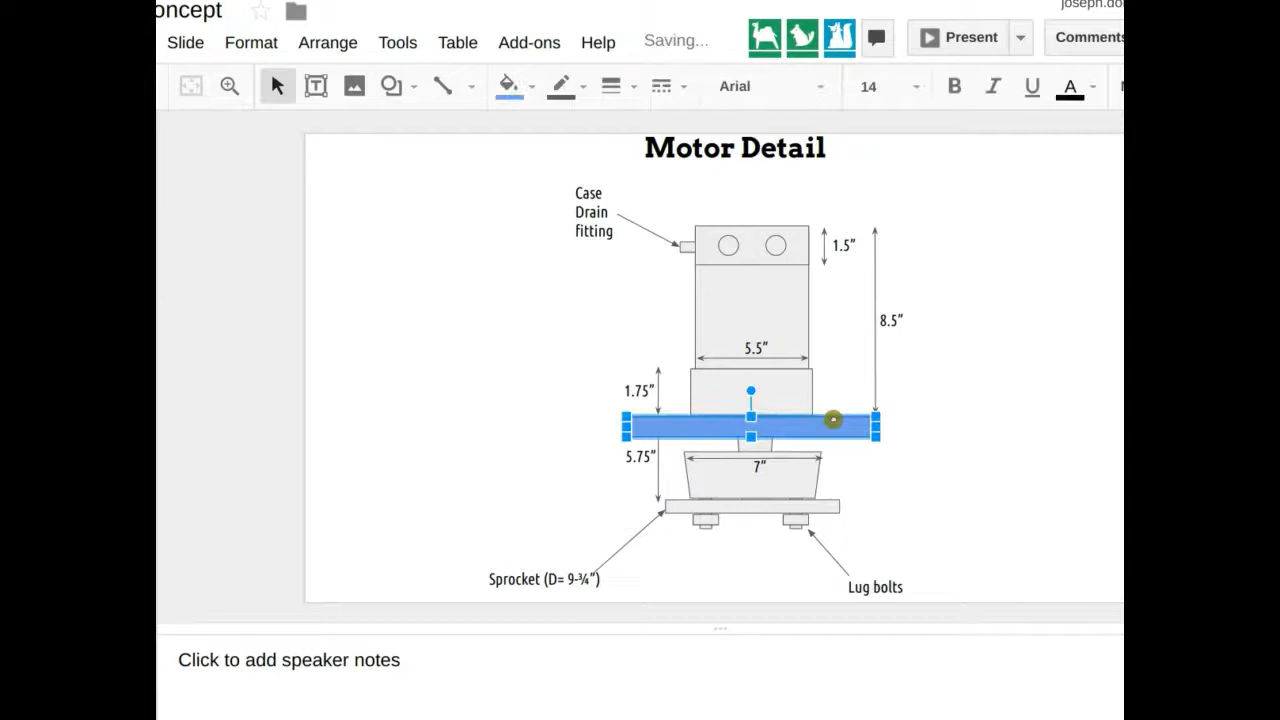 oncept
joseph.do
Slide Format Arrange Tools Table Add-ons Help Saving... Present Comments
Arial 14 B I U A
Motor Detail
Case
Drain
fitting
1.5”
8.5”
5.5”
1.75”
5.75”
7”
Sprocket (D= 9-¾”)
Lug bolts
Click to add speaker notes